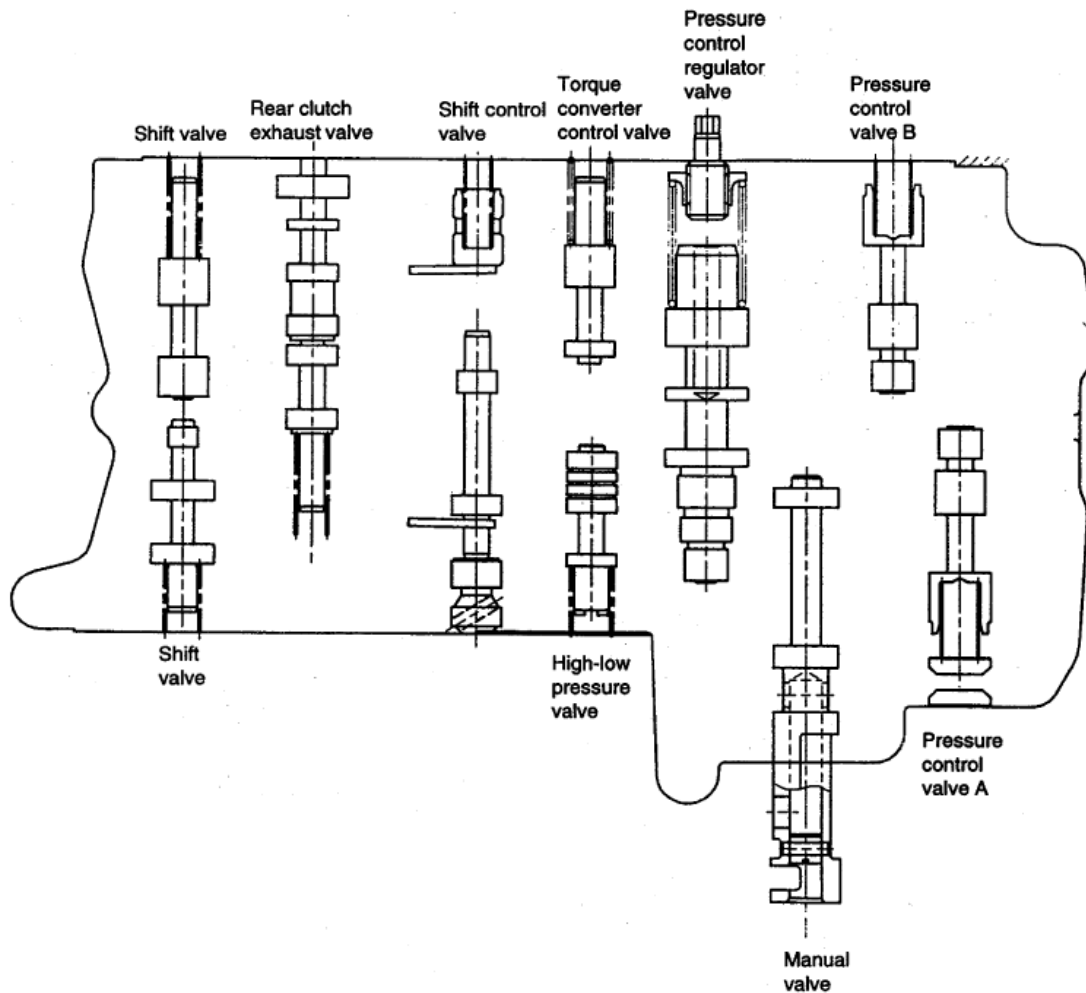 Pressure
control
regulator
valve
Shift valve
Rear clutch
exhaust valve
Shift control
valve
Torque
converter
control valve
Pressure
control
valve B
Shift
valve
High-low
pressure
valve
Pressure
control
valve A
Manual
valve